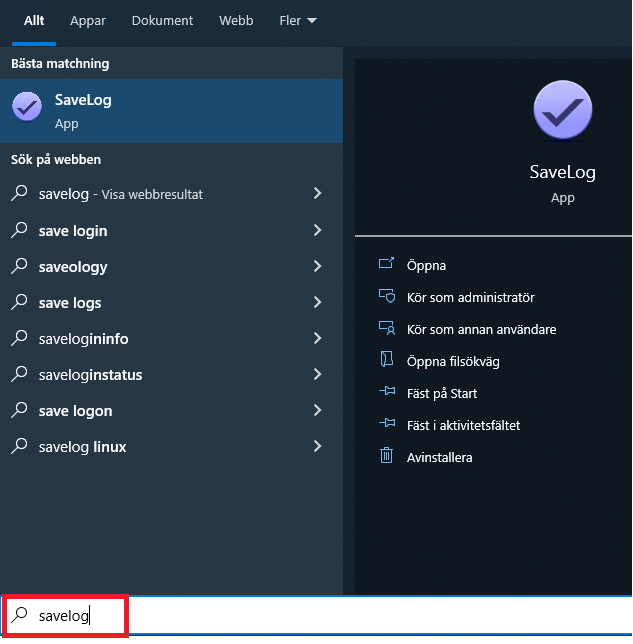 Allt Appar Dokument Webb Fler
Bästa matchning
SaveLog
App
Sök på webben
savelog - Visa webbresultat
save login
saveology
save logs
savelogininfo
saveloginstatus
save logon
savelog linux
SaveLog
App
Öppna
Kör som administratör
Kör som annan användare
Öppna filsökväg
Fäst på Start
Fäst i aktivitetsfältet
Avinstallera
savelog